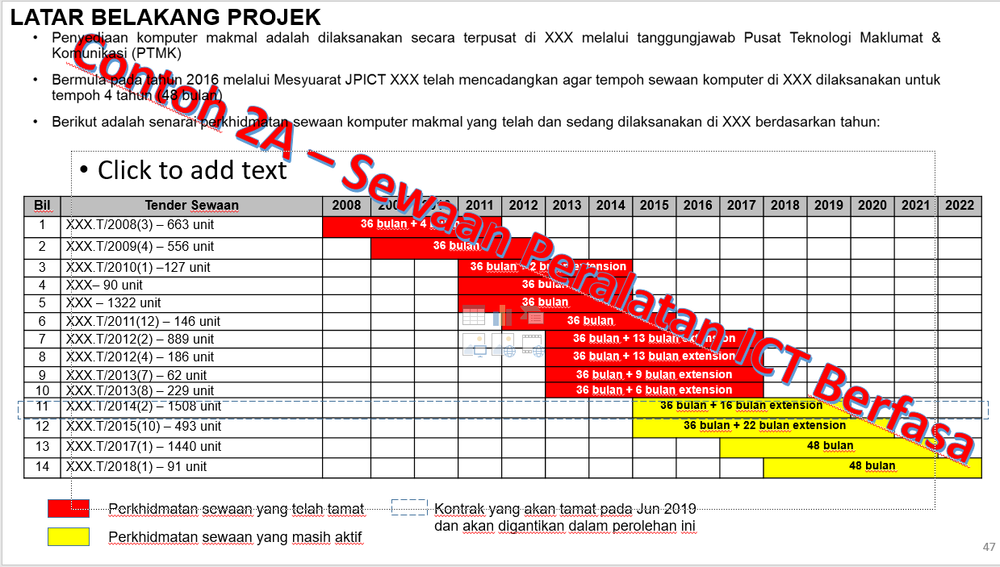 LATAR BELAKANG PROJEK
• Penyediaan komputer makmal adalah dilaksanakan secara terpusat di XXX melalui tanggungjawab Pusat Teknologi Maklumat &
Komunikasi (PTMK)
• Bermula pada tahun 2016 melalui Mesyuarat JPICT XXX telah mencadangkan agar tempoh sewaan komputer di XXX dilaksanakan untuk
tempoh 4 tahun (48 bulan)
• Berikut adalah senarai perkhidmatan sewaan komputer makmal yang telah dan sedang dilaksanakan di XXX berdasarkan tahun:
Contoh 2A – Sewaan Peralatan ICT Berfasa
• Click to add text
Bil Tender Sewaan 2008 2009 2010 2011 2012 2013 2014 2015 2016 2017 2018 2019 2020 2021 2022
1 XXX.T/2008(3) – 663 unit 36 bulan + 4
2 XXX.T/2009(4) – 556 unit 36 bulan
3 XXX.T/2010(1) –127 unit 36 bulan 2 bulan extension
4 XXX– 90 unit 36 bulan
5 XXX – 1322 unit 36 bulan
6 XXX.T/2011(12) – 146 unit 36 bulan
7 XXX.T/2012(2) – 889 unit 36 bulan + 13 bulan extension
8 XXX.T/2012(4) – 186 unit 36 bulan + 13 bulan extension
9 XXX.T/2013(7) – 62 unit 36 bulan + 9 bulan extension
10 XXX.T/2013(8) – 229 unit 36 bulan + 6 bulan extension
11 XXX.T/2014(2) – 1508 unit 36 bulan + 16 bulan extension
12 XXX.T/2015(10) – 493 unit 36 bulan + 22 bulan extension
13 XXX.T/2017(1) – 1440 unit 48 bulan
14 XXX.T/2018(1) – 91 unit 48 bulan
Perkhidmatan sewaan yang telah tamat
Perkhidmatan sewaan yang masih aktif
Kontrak yang akan tamat pada Jun 2019
dan akan digantikan dalam perolehan ini
47